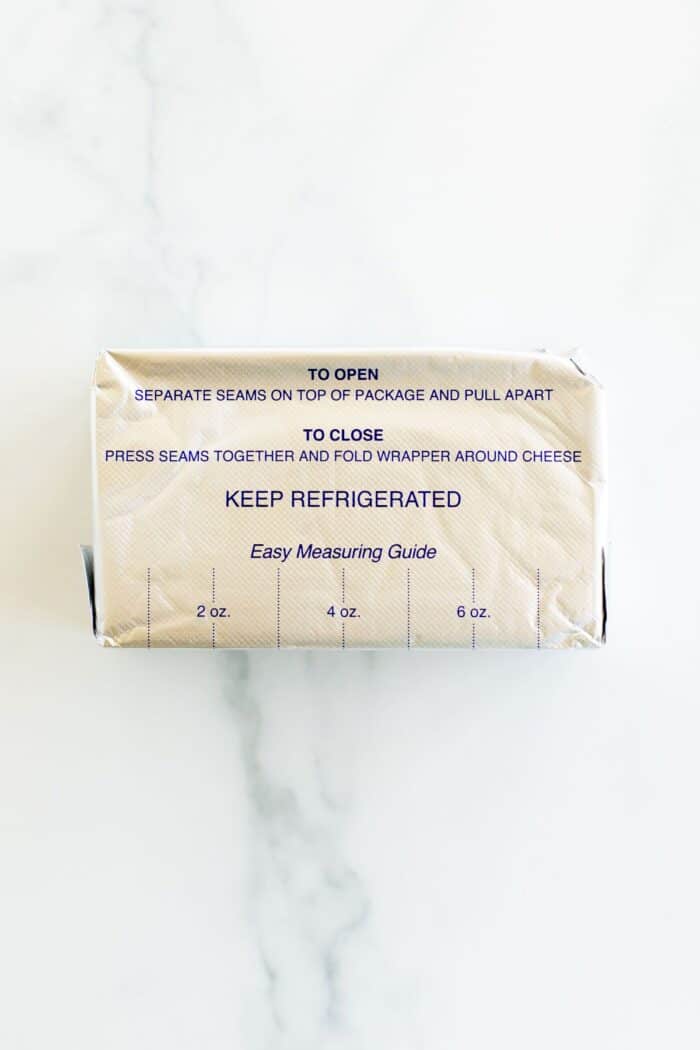 TO OPEN
SEPARATE SEAMS ON TOP OF PACKAGE AND PULL APART
TO CLOSE
PRESS SEAMS TOGETHER AND FOLD WRAPPER AROUND CHEESE
KEEP REFRIGERATED
Easy Measuring Guide
2 oz. 4 oz. 6 oz.